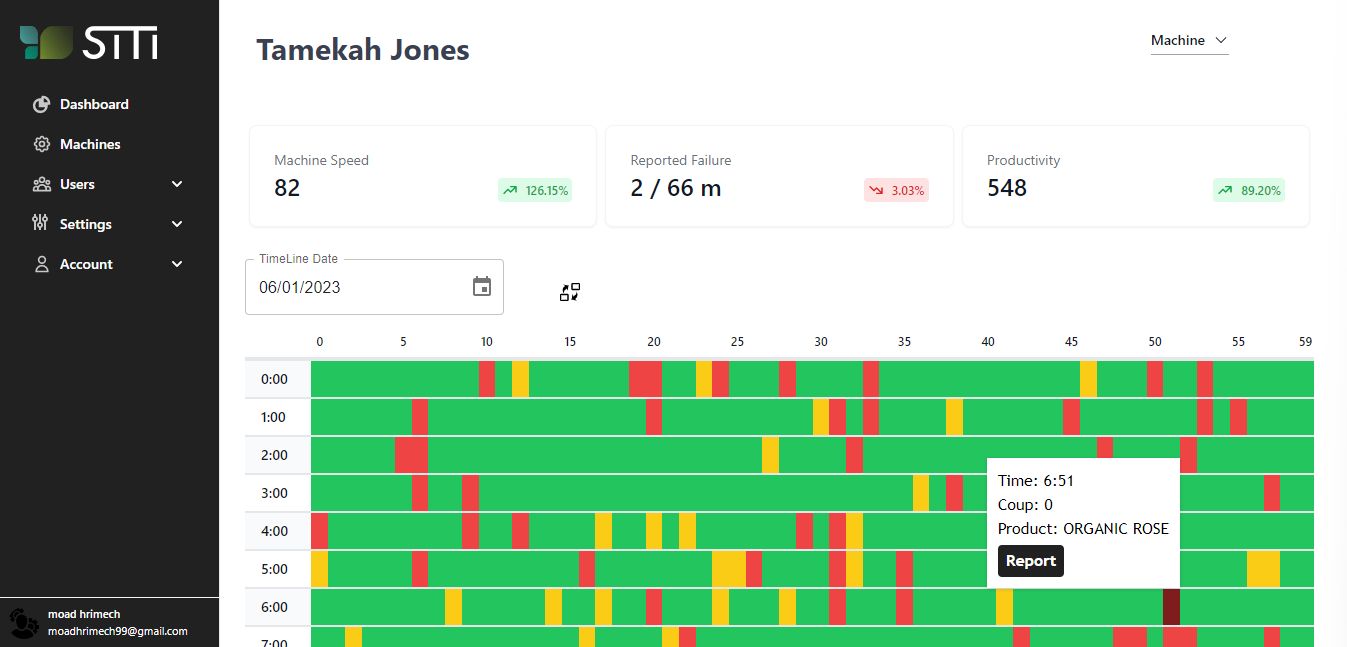 SITI
Dashboard
Machines
Users
Settings
Account
moad hrimech
moadhrimech99@gmail.com
Tamekah Jones
Machine
Machine Speed
82
126.15%
Reported Failure
2 / 66 m
3.03%
Productivity
548
89.20%
TimeLine Date
06/01/2023
0 5 10 15 20 25 30 35 40 45 50 55 59
0:00
1:00
2:00
3:00
4:00
5:00
6:00
7:00
Time: 6:51
Coup: 0
Product: ORGANIC ROSE
Report